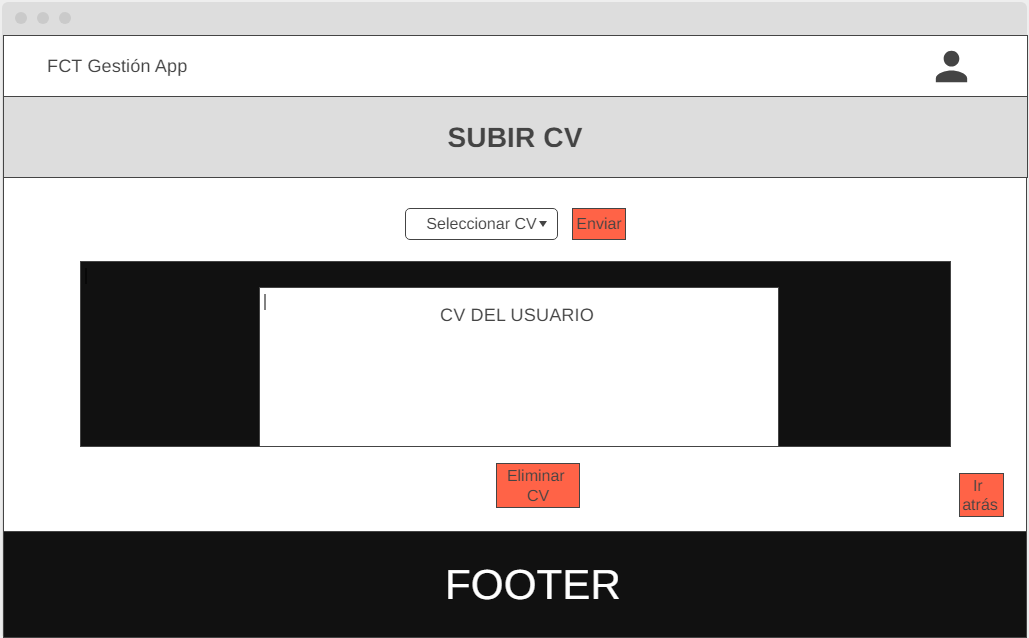 FCT Gestión App
SUBIR CV
Seleccionar CV
Enviar
CV DEL USUARIO
Eliminar
CV
Ir
atrás
FOOTER